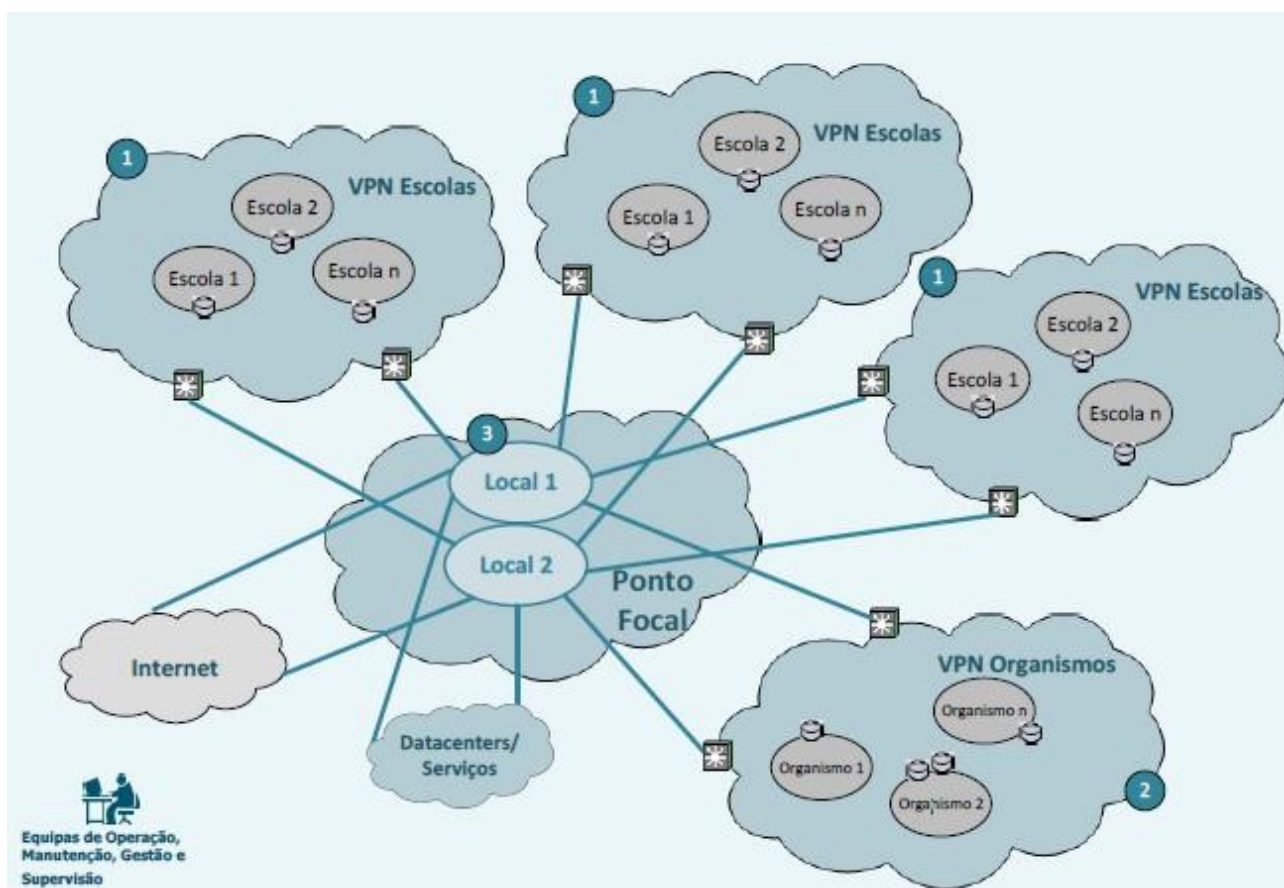 1
VPN Escolas
Escola 2
Escola 1
Escola n
1
VPN Escolas
Escola 2
Escola 1
Escola n
1
VPN Escolas
Escola 2
Escola 1
Escola n
3
Local 1
Local 2
Ponto
Focal
Internet
Datacenters/
Serviços
VPN Organismos
Organismo n
Organismo 1
Organismo 2
2
Equipas de Operação,
Manutenção, Gestão e
Supervisão